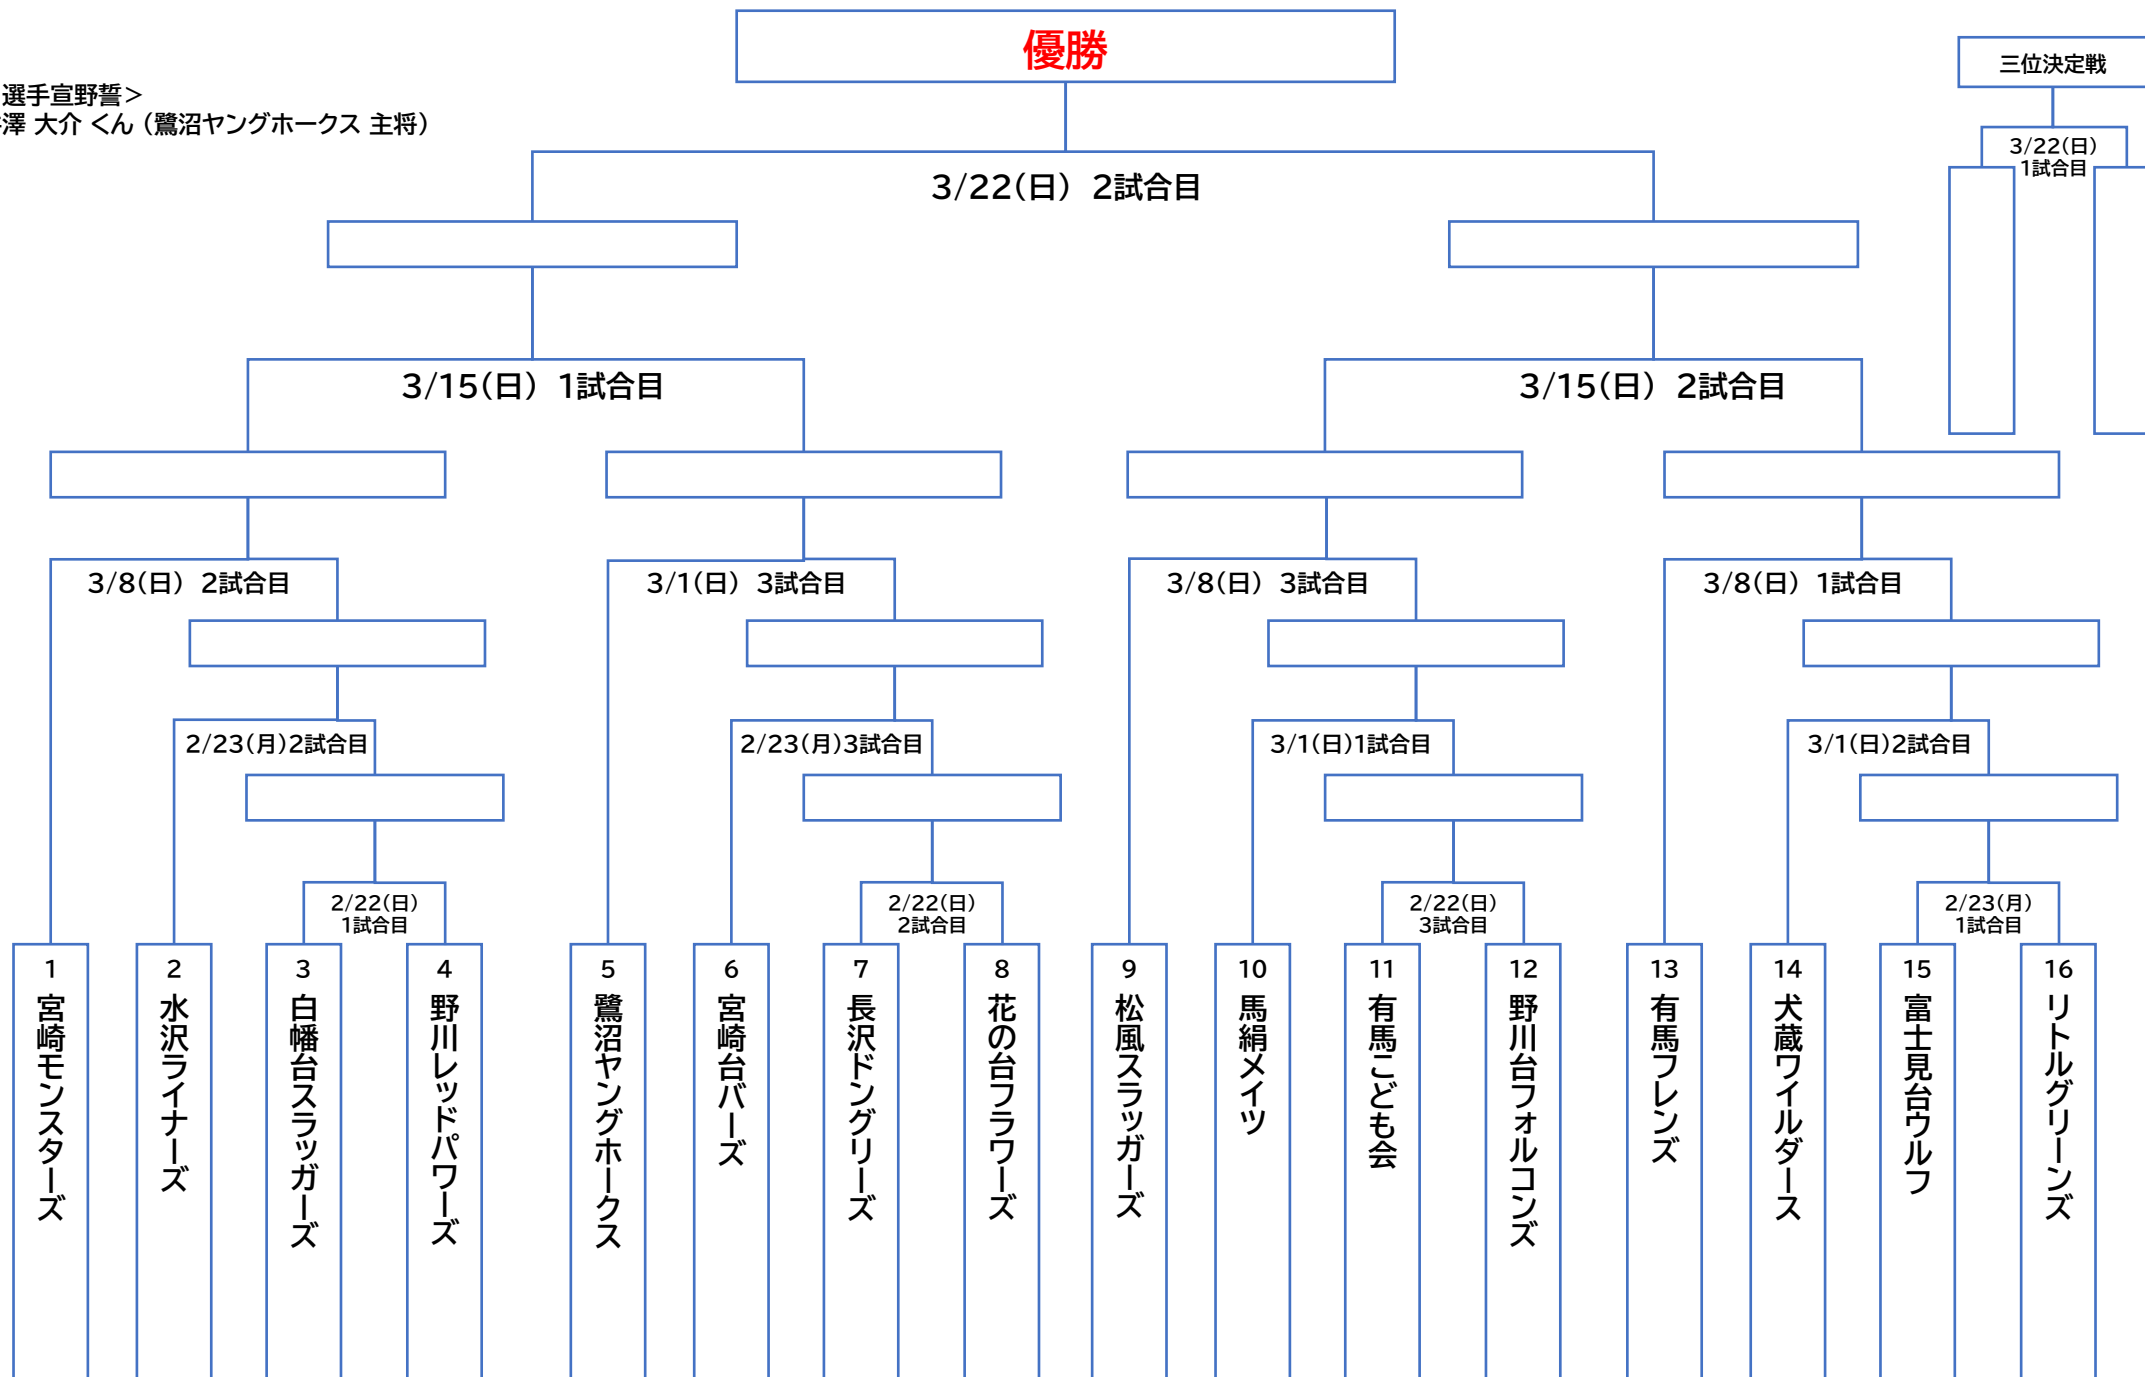 優勝
三位決定戦
選手宣野誓＞
澤 大介 くん（鷺沼ヤングホークス 主将）
3/22(日)
1試合目
3/22(日) 2試合目
3/15(日) 1試合目
3/15(日) 2試合目
3/8(日) 2試合目
3/1(日) 3試合目
3/8(日) 3試合目
3/8(日) 1試合目
2/23(月)2試合目
2/23(月)3試合目
3/1(日)1試合目
3/1(日)2試合目
2/22(日)
1試合目
2/22(日)
2試合目
2/22(日)
3試合目
2/23(月)
1試合目
1 宮崎モンスターズ
2 水沢ライナーズ
3 白幡台スラッガーズ
4 野川レッドパワーズ
5 鷺沼ヤングホークス
6 宮崎台バーズ
7 長沢ドングリーズ
8 花の台フラワーズ
9 松風スラッガーズ
10 馬絹メイツ
11 有馬こども会
12 野川台フォルコンズ
13 有馬フレンズ
14 犬蔵ワイルダース
15 富士見台ウルフ
16 リトルグリーンズ